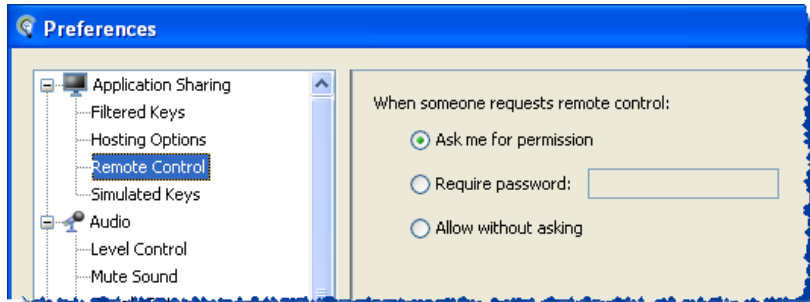 Preferences
Application Sharing
Filtered Keys
Hosting Options
Remote Control
Simulated Keys
Audio
Level Control
Mute Sound
When someone requests remote control:
Ask me for permission
Require password:
Allow without asking